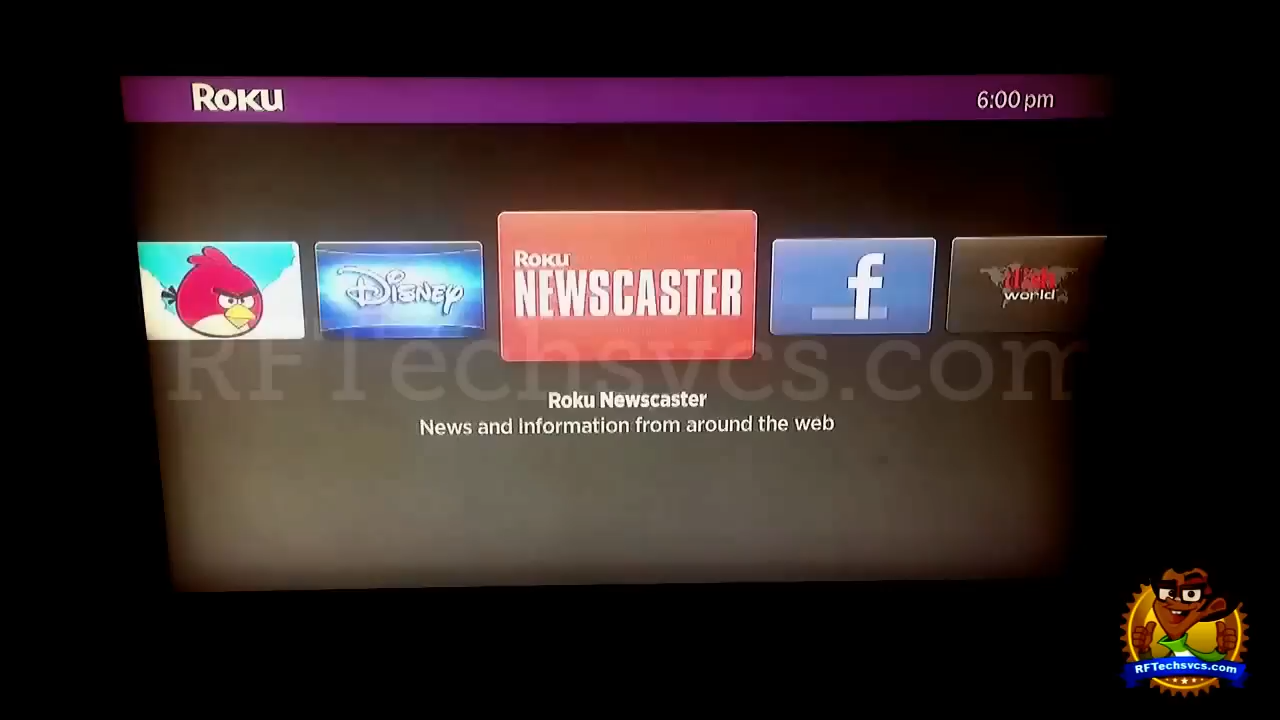 Roku
6:00 pm
Disney
Roku
NEWSCASTER
f
world
RFTechsvcs.com
Roku Newscaster
News and Information from around the web
RFTechsvcs.com